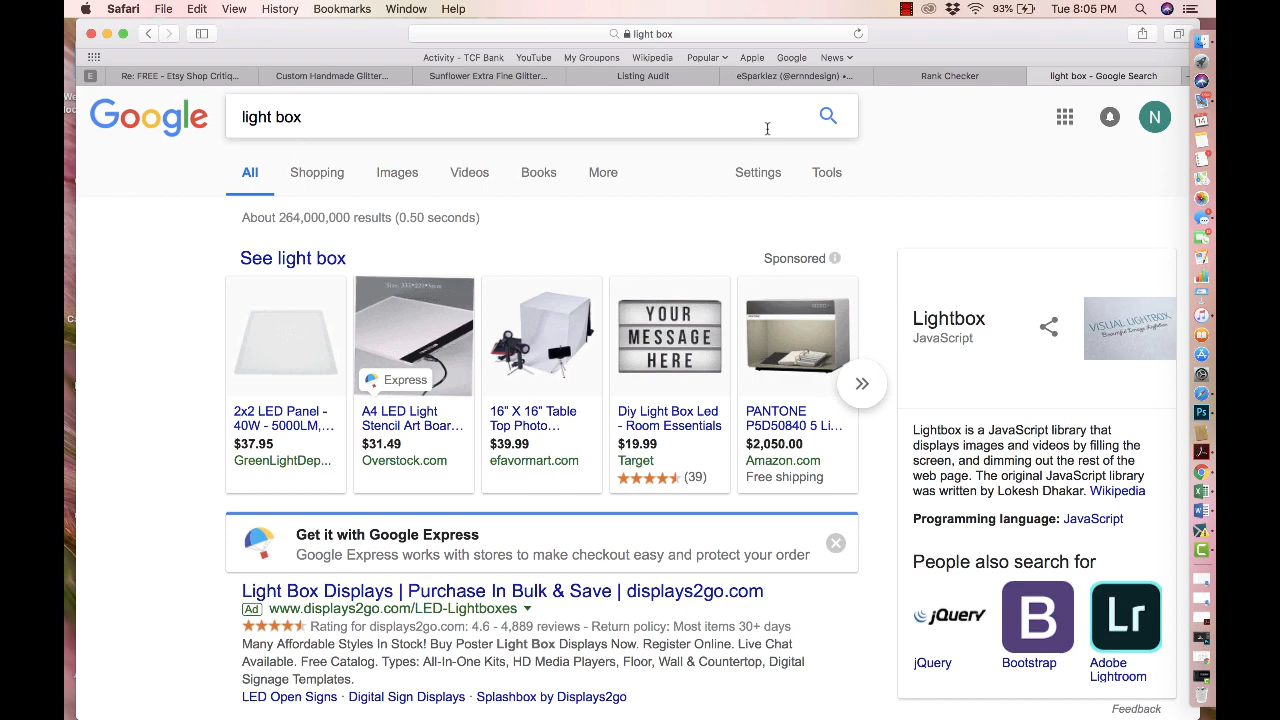 Safari File Edit View History Bookmarks Window Help 93% Tue 8:05 PM
light box
Activity - TCF Bank YouTube My Groupons Wikipedia Popular Apple Google News
E Re: FREE - Etsy Shop Critiq... Custom Handmade Glitter... Sunflower Extra Fine Glitter... Listing Audit eSparkez (@ernndesign) •... Rank Checker light box - Google Search
Google light box N
All Shopping Images Videos Books More Settings Tools
About 264,000,000 results (0.50 seconds)
See light box Sponsored
Express
YOUR
MESSAGE
HERE
2x2 LED Panel -
40W - 5000LM,...
$37.95
GreenLightDep...
A4 LED Light
Stencil Art Boar...
$31.49
Overstock.com
16" X 16" Table
Top Photo...
$39.99
efavormart.com
Diy Light Box Led
- Room Essentials
$19.99
Target
(39)
PANTONE
P5D50840 5 Li...
$2,050.00
Amazon.com
Free shipping
Get it with Google Express
Google Express works with stores to make checkout easy and protect your order
Light Box Displays | Purchase In Bulk & Save | displays2go.com
Ad www.displays2go.com/LED-Lightboxes
Rating for displays2go.com: 4.6 - 4,389 reviews - Return policy: Most items 30+ days
Many Affordable Styles In Stock! Buy Poster Light Box Displays Now. Register Online. Live Chat
Available. Free Catalog. Types: All-In-One Kits, HD Media Players, Floor, Wall & Countertop, Digital
Signage Templates.
LED Open Signs · Digital Sign Displays · Splashbox by Displays2go
Lightbox
JavaScript
VISUAL LIGHTBOX
Lightbox is a JavaScript library that
displays images and videos by filling the
screen, and dimming out the rest of the
web page. The original JavaScript library
was written by Lokesh Dhakar. Wikipedia
Programming language: JavaScript
People also search for
jQuery
B
Lr
jQuery
Bootstrap
Adobe
Lightroom
Feedback